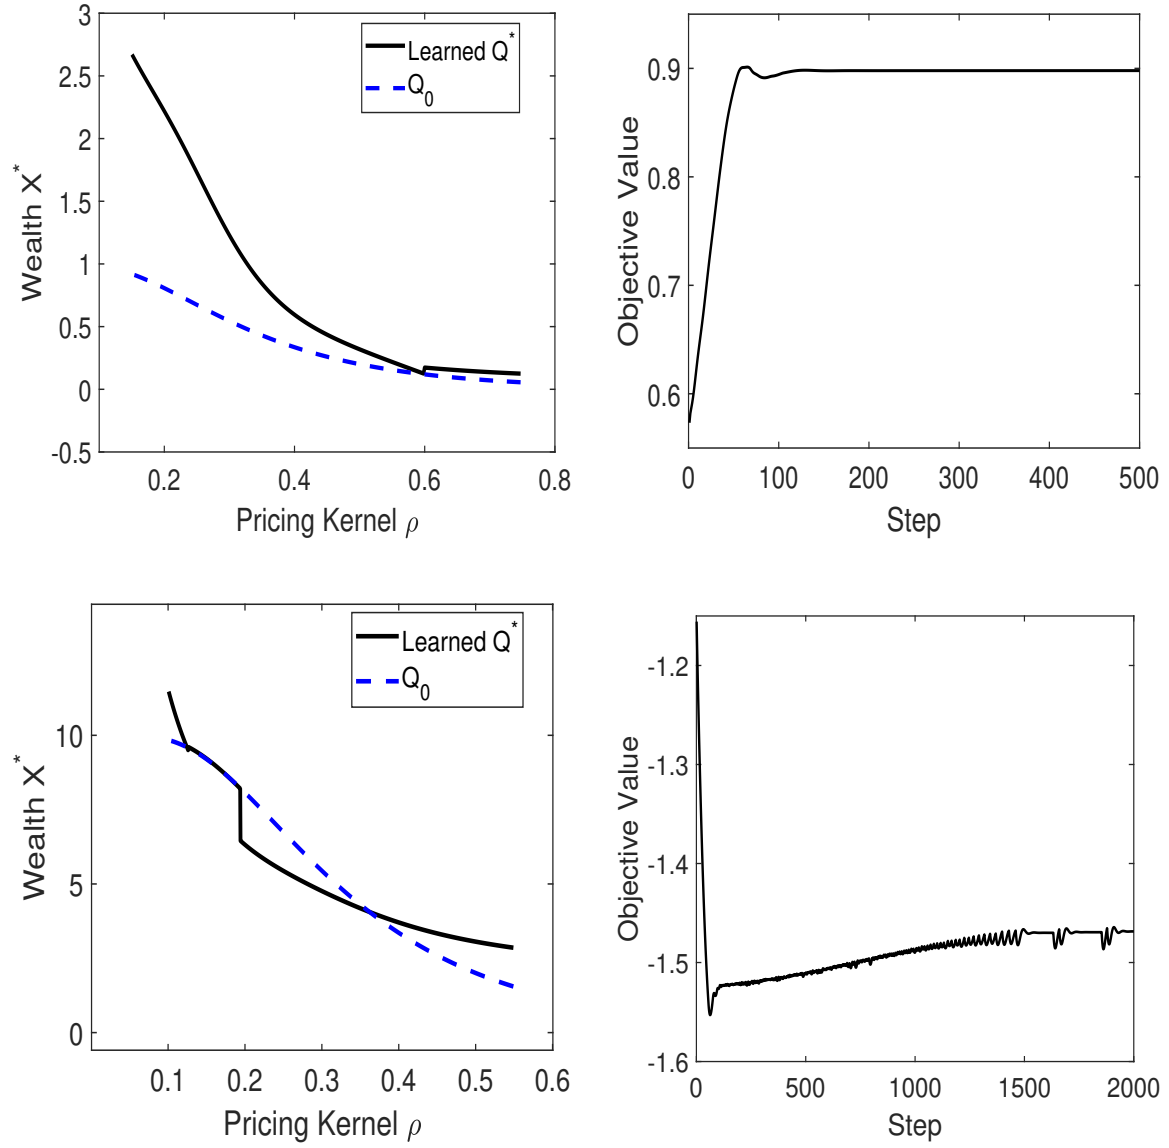 3
2.5
2
1.5
1
0.5
0
-0.5
Wealth X*
Learned Q*
Q0
0.2 0.4 0.6 0.8
Pricing Kernel ρ
0.9
0.8
0.7
0.6
Objective Value
0 100 200 300 400 500
Step
10
5
0
Wealth X*
Learned Q*
Q0
0.1 0.2 0.3 0.4 0.5 0.6
Pricing Kernel ρ
-1.2
-1.3
-1.4
-1.5
-1.6
Objective Value
0 500 1000 1500 2000
Step